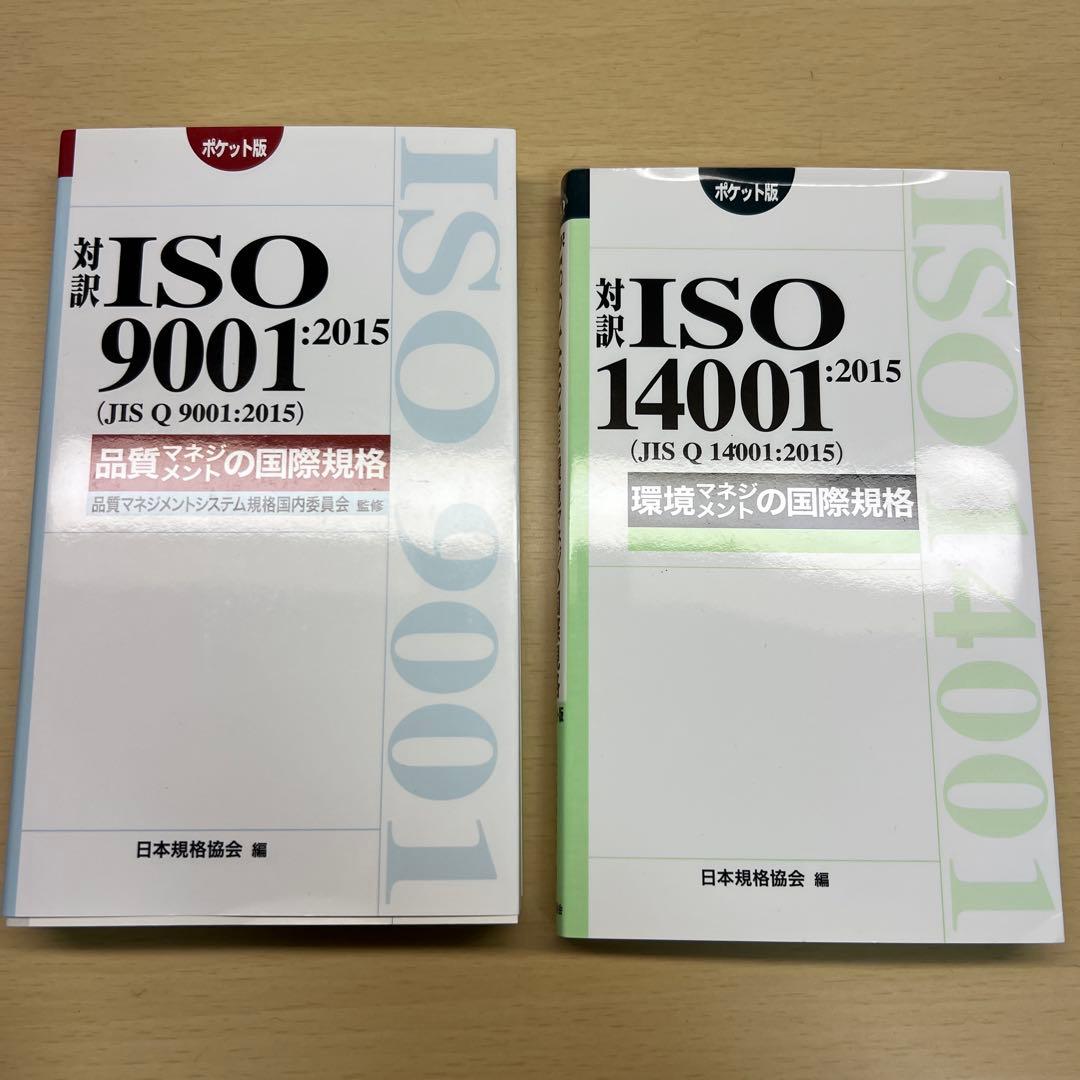 ポケット版
対訳 ISO
9001:2015
(JIS Q 9001:2015)
品質マネジメントの国際規格
品質マネジメントシステム規格国内委員会 監修
日本規格協会 編
ISO 9001
ポケット版
対訳 ISO
14001:2015
(JIS Q 14001:2015)
環境マネジメントの国際規格
日本規格協会 編
ISO 14001